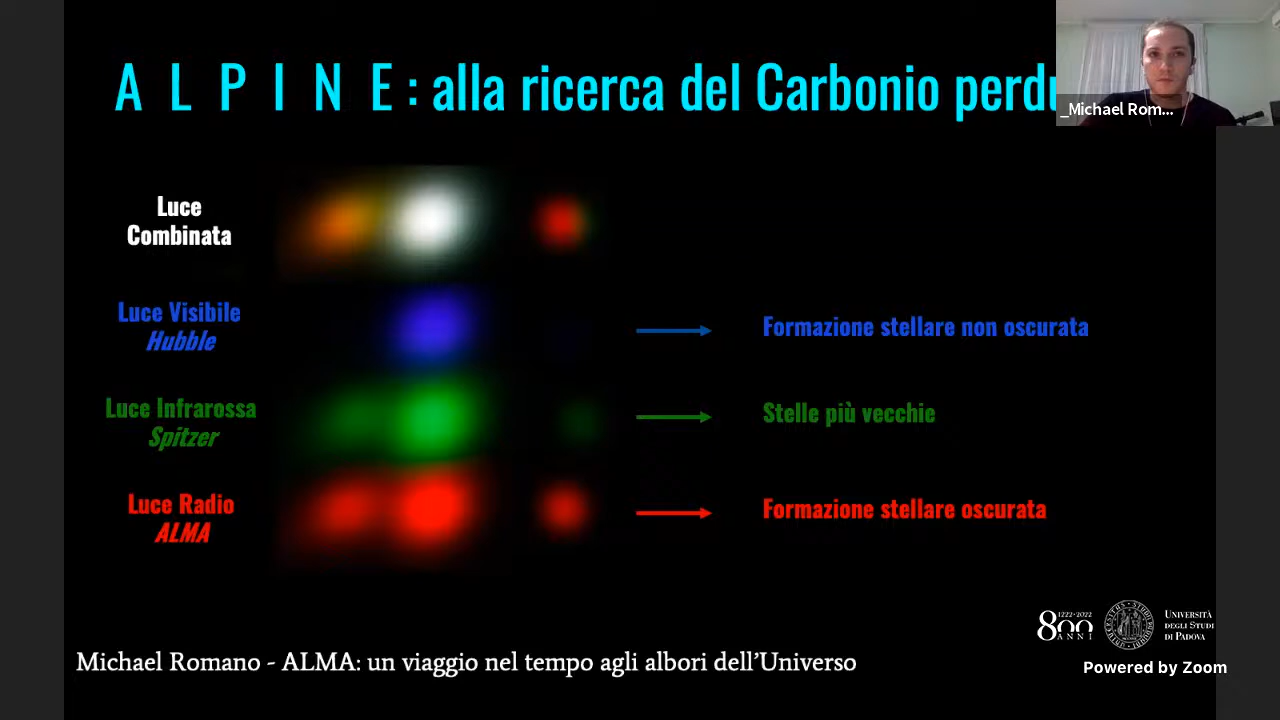 A L P I N E : alla ricerca del Carbonio
_Michael Rom...
Luce
Combinata
Luce Visibile
Hubble
Formazione stellare non oscurata
Luce Infrarossa
Spitzer
Stelle più vecchie
Luce Radio
ALMA
Formazione stellare oscurata
1222-2022
800
ANNI
UNIVERSITÀ
DEGLI STUDI
DI PADOVA
Michael Romano - ALMA: un viaggio nel tempo agli albori dell'Universo
Powered by Zoom